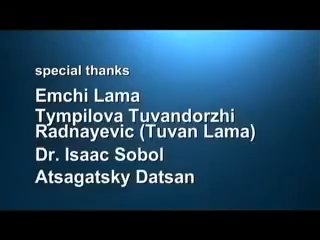 special thanks
Emchi Lama
Tympilova Tuvandorzhi
Radnayevic (Tuvan Lama)
Dr. Isaac Sobol
Atsagatsky Datsan